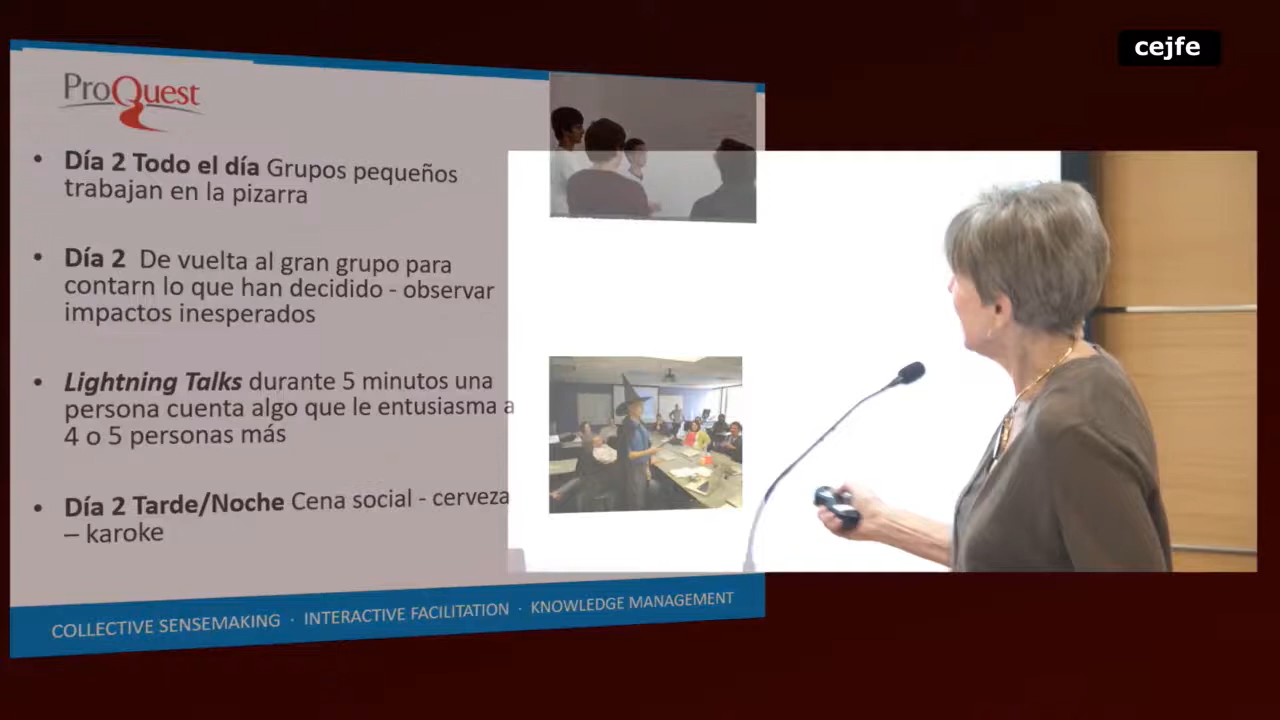 cejfe
ProQuest
• Día 2 Todo el día Grupos pequeños
trabajan en la pizarra
• Día 2 De vuelta al gran grupo para
contarn lo que han decidido - observar
impactos inesperados
• Lightning Talks durante 5 minutos una
persona cuenta algo que le entusiasma a
4 o 5 personas más
• Día 2 Tarde/Noche Cena social - cerveza
– karoke
COLLECTIVE SENSEMAKING · INTERACTIVE FACILITATION · KNOWLEDGE MANAGEMENT